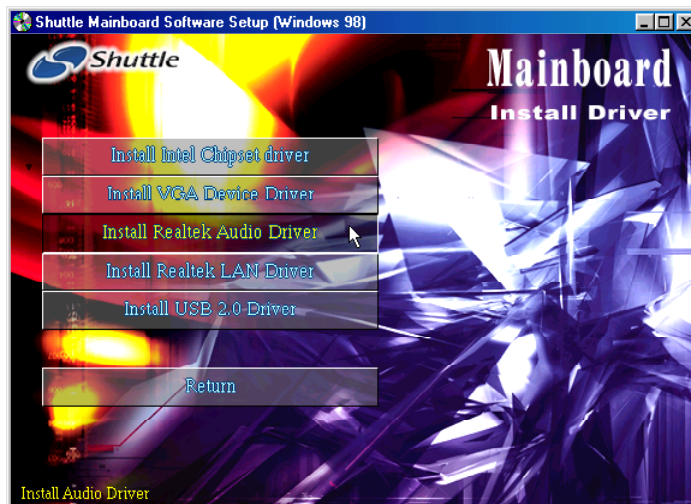 Shuttle Mainboard Software Setup (Windows 98)
Shuttle
Mainboard
Install Driver
Install Intel Chipset driver
Install VGA Device Driver
Install Realtek Audio Driver
Install Realtek LAN Driver
Install USB 2.0 Driver
Return
Install Audio Driver